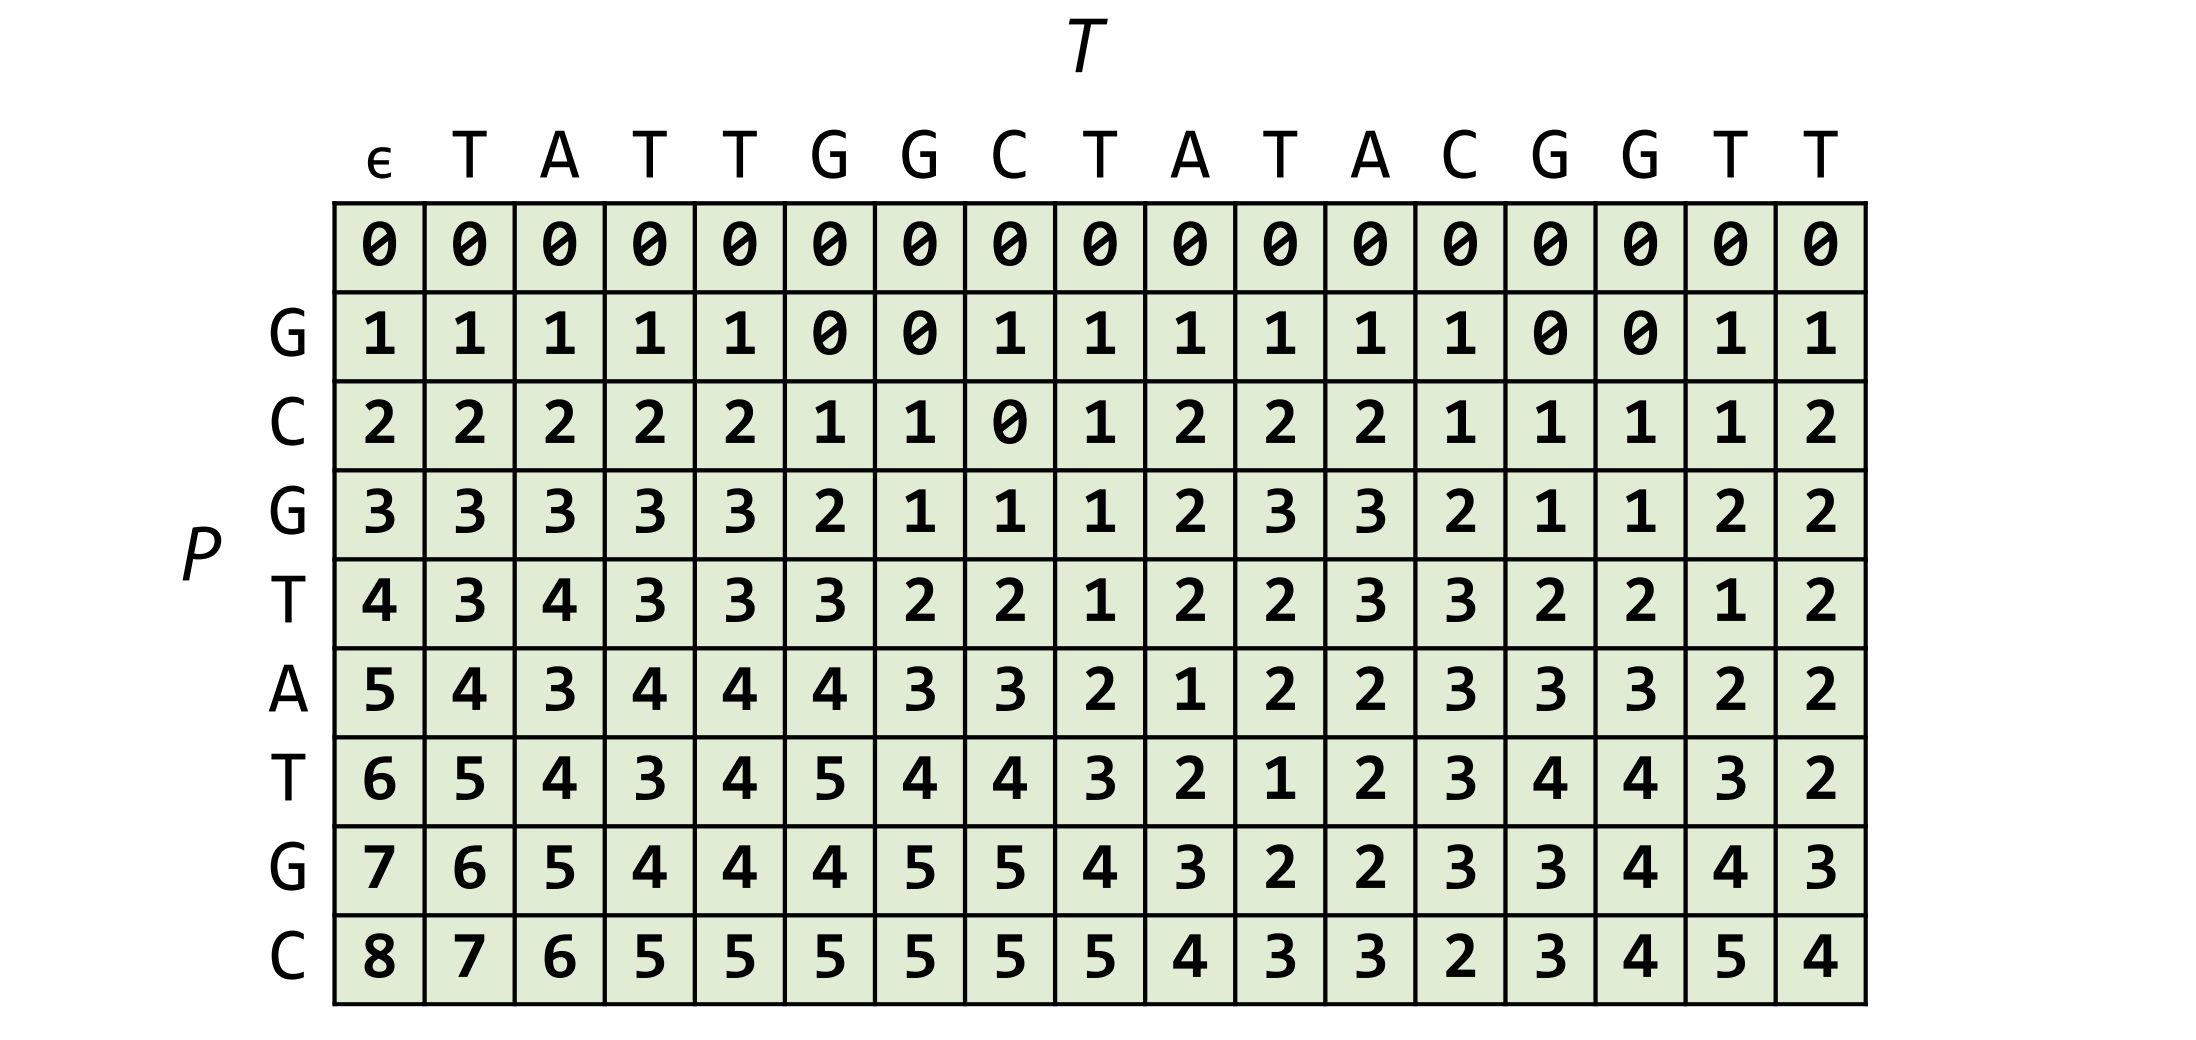 T
ϵ T A T T G G C T A T A C G G T T
0 0 0 0 0 0 0 0 0 0 0 0 0 0 0 0 0
G 1 1 1 1 1 0 0 1 1 1 1 1 1 0 0 1 1
C 2 2 2 2 2 1 1 0 1 2 2 2 1 1 1 1 2
G 3 3 3 3 3 2 1 1 1 2 3 3 2 1 1 2 2
P
T 4 3 4 3 3 3 2 2 1 2 2 3 3 2 2 1 2
A 5 4 3 4 4 4 3 3 2 1 2 2 3 3 3 2 2
T 6 5 4 3 4 5 4 4 3 2 1 2 3 4 4 3 2
G 7 6 5 4 4 4 5 5 4 3 2 2 3 3 4 4 3
C 8 7 6 5 5 5 5 5 5 4 3 3 2 3 4 5 4